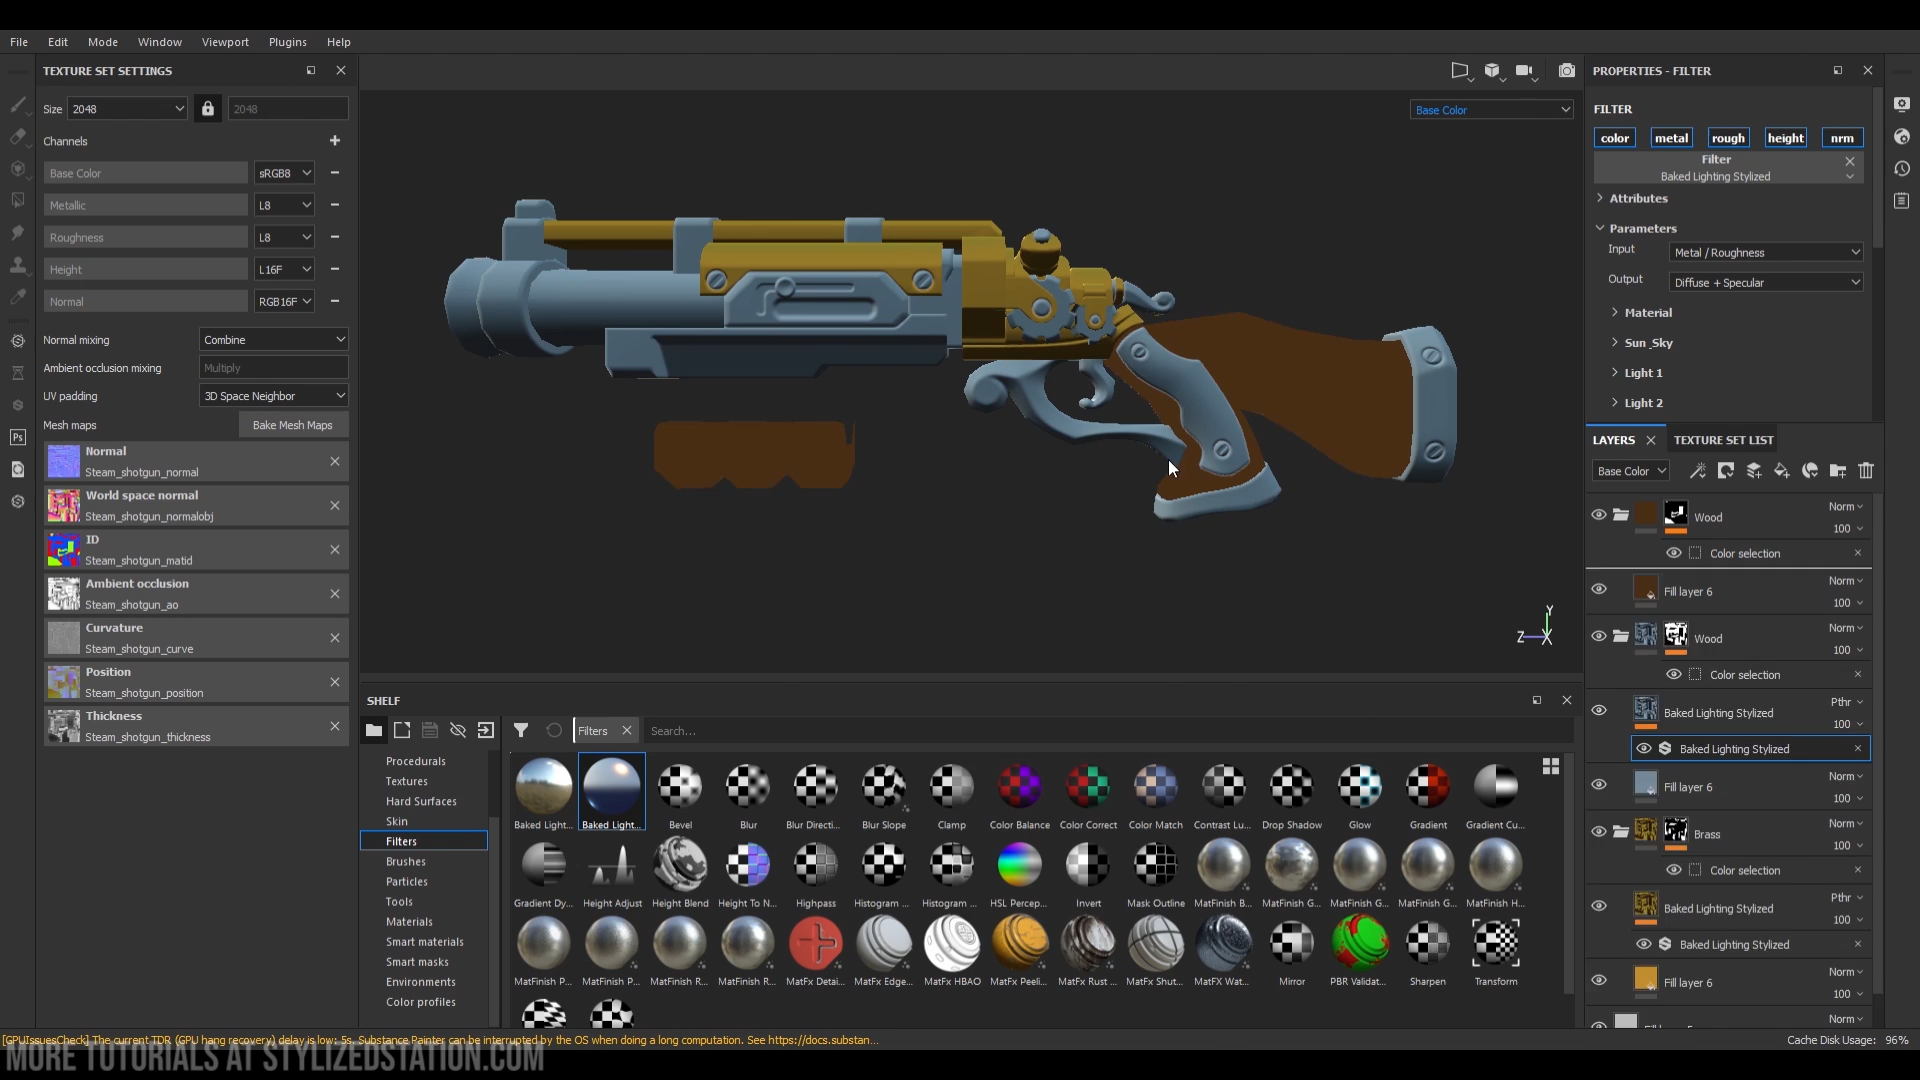 File Edit Mode Window Viewport Plugins Help
TEXTURE SET SETTINGS
Size 2048 2048
Channels
Base Color sRGB8
Metallic L8
Roughness L8
Height L16F
Normal RGB16F
Normal mixing Combine
Ambient occlusion mixing Multiply
UV padding 3D Space Neighbor
Mesh maps Bake Mesh Maps
Normal
Steam_shotgun_normal
World space normal
Steam_shotgun_normalobj
ID
Steam_shotgun_matid
Ambient occlusion
Steam_shotgun_ao
Curvature
Steam_shotgun_curve
Position
Steam_shotgun_position
Thickness
Steam_shotgun_thickness
Ps
Base Color
Y
Z X
SHELF
Filters Search...
Procedurals
Textures
Hard Surfaces
Skin
Filters
Brushes
Particles
Tools
Materials
Smart materials
Smart masks
Environments
Color profiles
Baked Light... Baked Light... Bevel Blur Blur Directi... Blur Slope Clamp Color Balance Color Correct Color Match Contrast Lu... Drop Shadow Glow Gradient Gradient Cu...
Gradient Dy... Height Adjust Height Blend Height To N... Highpass Histogram ... Histogram ... HSL Percep... Invert Mask Outline MatFinish B... MatFinish G... MatFinish G... MatFinish G... MatFinish H...
MatFinish P... MatFinish P... MatFinish R... MatFinish R... MatFx Detai... MatFx Edge... MatFx HBAO MatFx Peeli... MatFx Rust ... MatFx Shut... MatFX Wat... Mirror PBR Validat... Sharpen Transform
PROPERTIES - FILTER
FILTER
color metal rough height nrm
Filter
Baked Lighting Stylized
Attributes
Parameters
Input Metal / Roughness
Output Diffuse + Specular
Material
Sun_Sky
Light 1
Light 2
LAYERS TEXTURE SET LIST
Base Color
Wood Norm
100
Color selection
Fill layer 6 Norm
100
Wood Norm
100
Color selection
Baked Lighting Stylized Pthr
100
Baked Lighting Stylized
Fill layer 6 Norm
100
Brass Norm
100
Color selection
Baked Lighting Stylized Pthr
100
Baked Lighting Stylized
Fill layer 6 Norm
100
Norm
[GPUIssuesCheck] The current TDR (GPU hang recovery) delay is low: 5s. Substance Painter can be interrupted by the OS when doing a long computation. See https://docs.substan...
Cache Disk Usage: 96%
MORE TUTORIALS AT STYLIZEDSTATION.COM